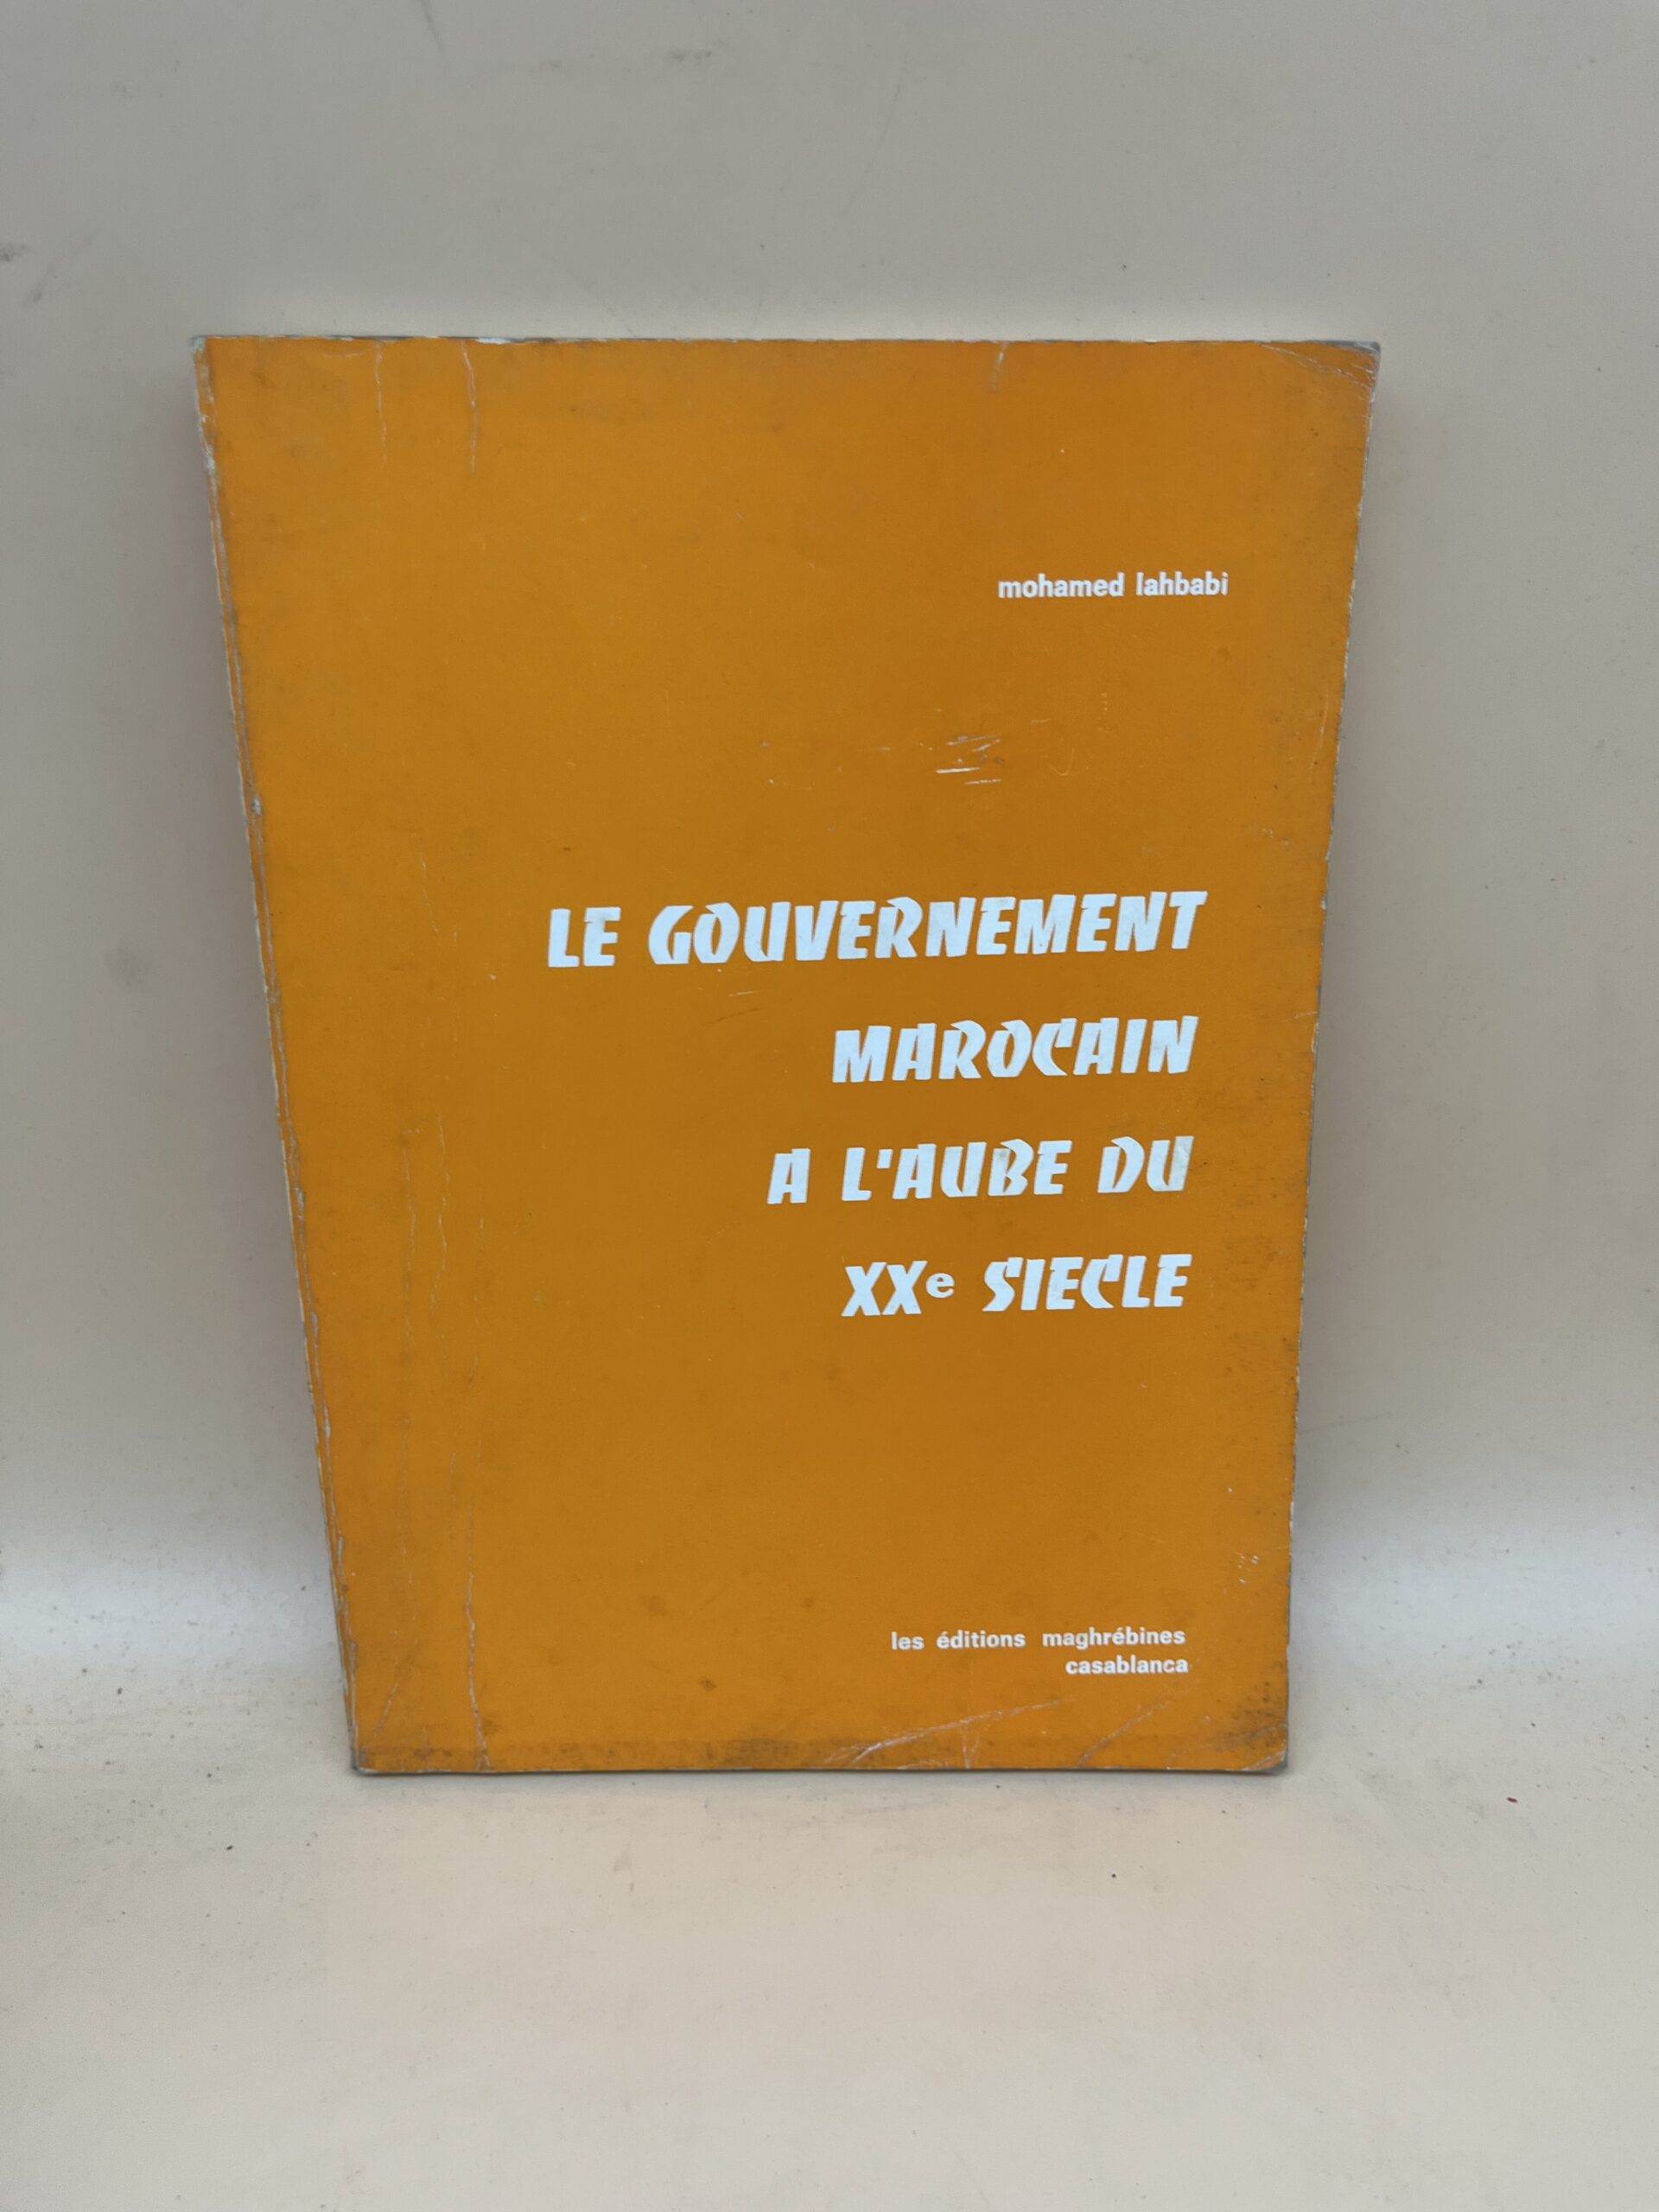 mohamed lahbabi
LE GOUVERNEMENT
MAROCAIN
A L'AUBE DU
XXe SIECLE
les éditions maghrébines
casablanca